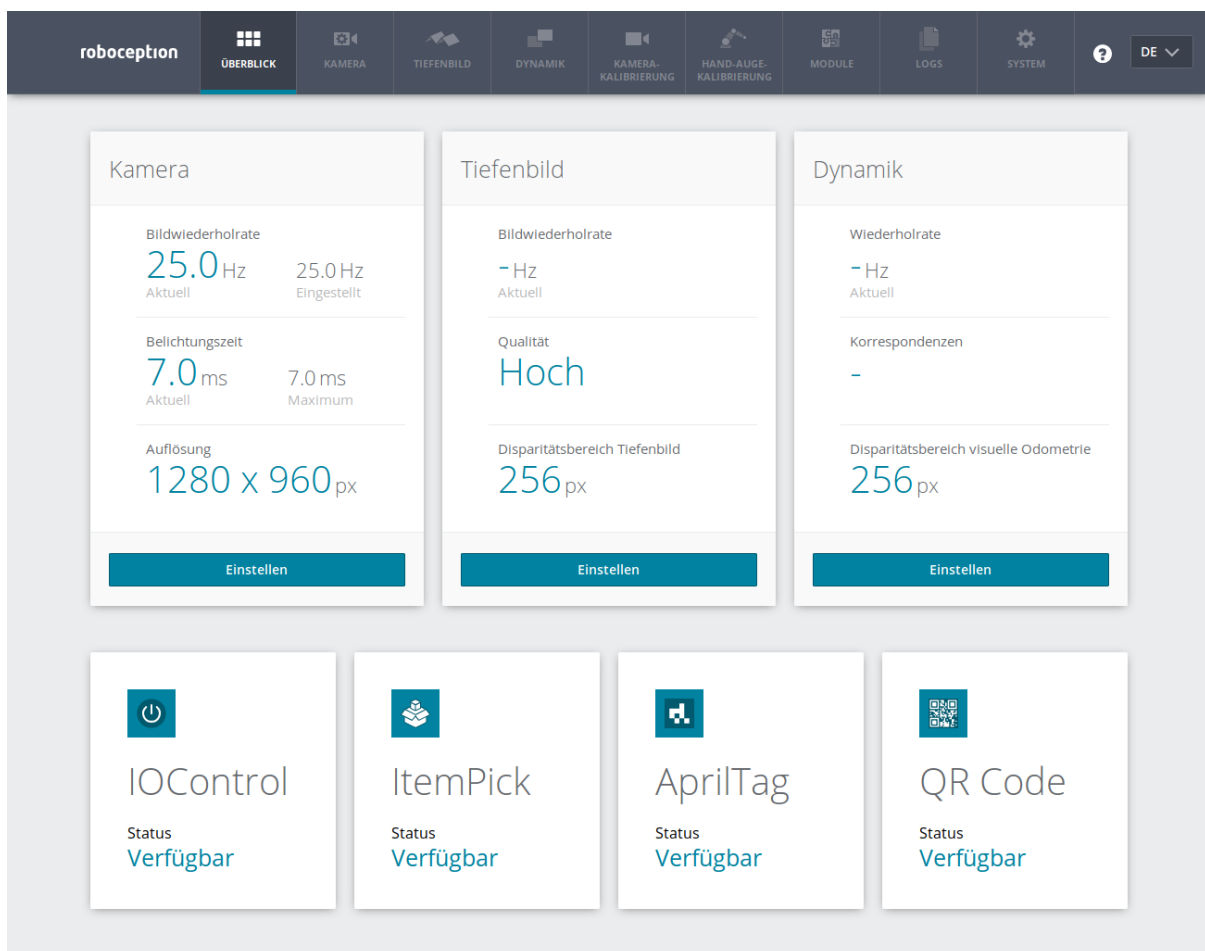 roboception
ÜBERBLICK
KAMERA
TIEFENBILD
DYNAMIK
KAMERA-
KALIBRIERUNG
HAND-AUGE-
KALIBRIERUNG
MODULE
LOGS
SYSTEM
?
DE
Kamera
Bildwiederholrate
25.0 Hz 25.0 Hz
Aktuell Eingestellt
Belichtungszeit
7.0 ms 7.0 ms
Aktuell Maximum
Auflösung
1280 x 960 px
Einstellen
Tiefenbild
Bildwiederholrate
- Hz
Aktuell
Qualität
Hoch
Disparitätsbereich Tiefenbild
256 px
Einstellen
Dynamik
Wiederholrate
- Hz
Aktuell
Korrespondenzen
-
Disparitätsbereich visuelle Odometrie
256 px
Einstellen
IOControl
Status
Verfügbar
ItemPick
Status
Verfügbar
AprilTag
Status
Verfügbar
QR Code
Status
Verfügbar